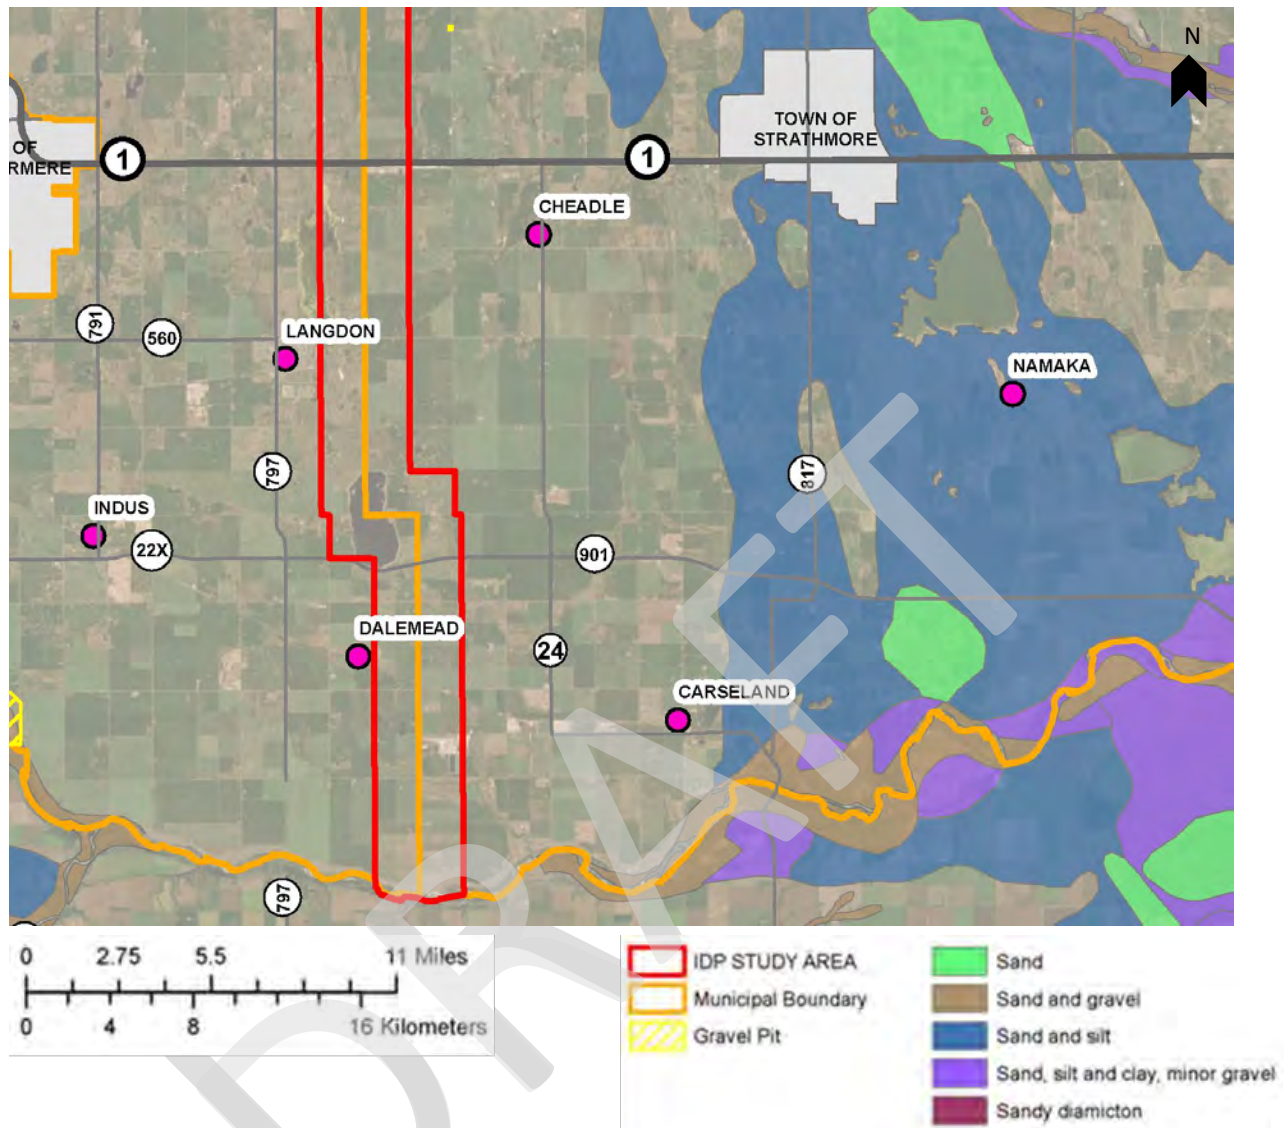 N
TOWN OF
STRATHMORE
OF
RMERE
1
1
CHEADLE
791
560
LANGDON
NAMAKA
797
817
INDUS
22X
901
DALEMEAD
24
CARSELAND
797
DRAFT
0 2.75 5.5 11 Miles
0 4 8 16 Kilometers
IDP STUDY AREA
Municipal Boundary
Gravel Pit
Sand
Sand and gravel
Sand and silt
Sand, silt and clay, minor gravel
Sandy diamicton